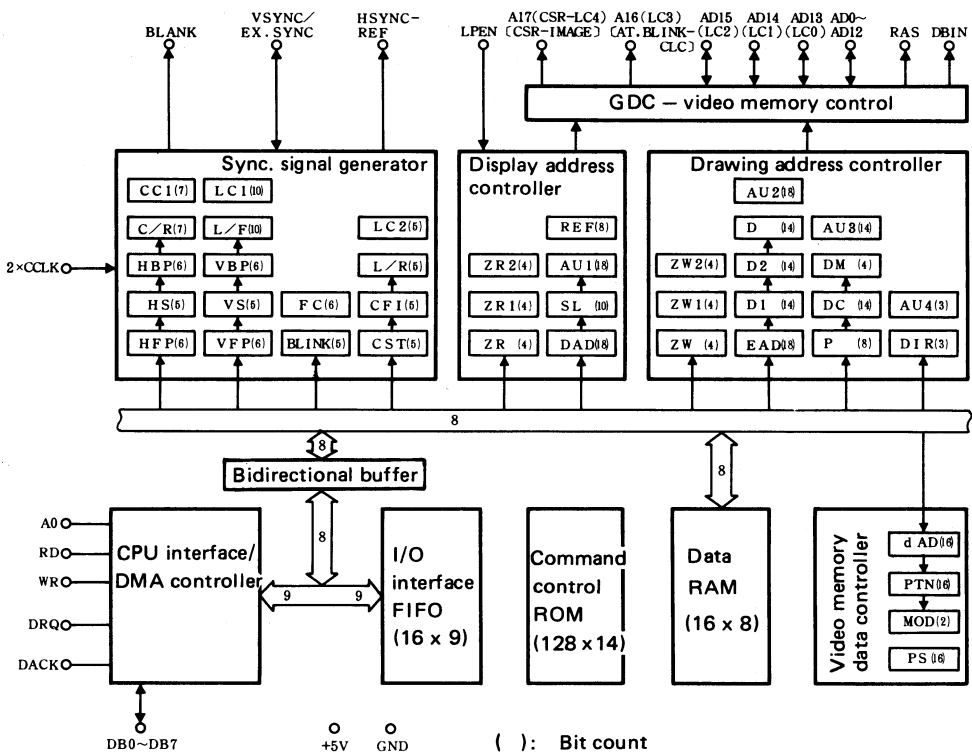 BLANK
VSYNC/
EX.SYNC
HSYNC-
REF
LPEN
A17(CSR-LC4)
[CSR-IMAGE]
A16(LC3)
[AT.BLINK-
CLC]
AD15
(LC2)
AD14
(LC1)
AD13
(LC0)
AD0~
AD12
RAS
DBIN
GDC — video memory control
Sync. signal generator
CC1(7)
LC1(10)
C/R(7)
L/F(10)
LC2(5)
HBP(6)
VBP(6)
L/R(5)
HS(5)
VS(5)
FC(6)
CFI(5)
HFP(6)
VFP(6)
BLINK(5)
CST(5)
2×CCLK
Display address
controller
REF(8)
ZR2(4)
AU1(18)
ZR1(4)
SL (10)
ZR (4)
DAD(18)
Drawing address controller
AU2(18)
D (14)
AU3(14)
ZW2(4)
D2 (14)
DM (4)
ZW1(4)
D1 (14)
DC (14)
AU4(3)
ZW (4)
EAD(18)
P (8)
DIR(3)
8
8
Bidirectional buffer
8
8
A0
RD
WR
DRQ
DACK
CPU interface/
DMA controller
9
9
I/O
interface
FIFO
(16 x 9)
Command
control
ROM
(128 x 14)
Data
RAM
(16 x 8)
Video memory
data controller
dAD(16)
PTN(16)
MOD(2)
PS(16)
DB0~DB7
+5V
GND
( ): Bit count